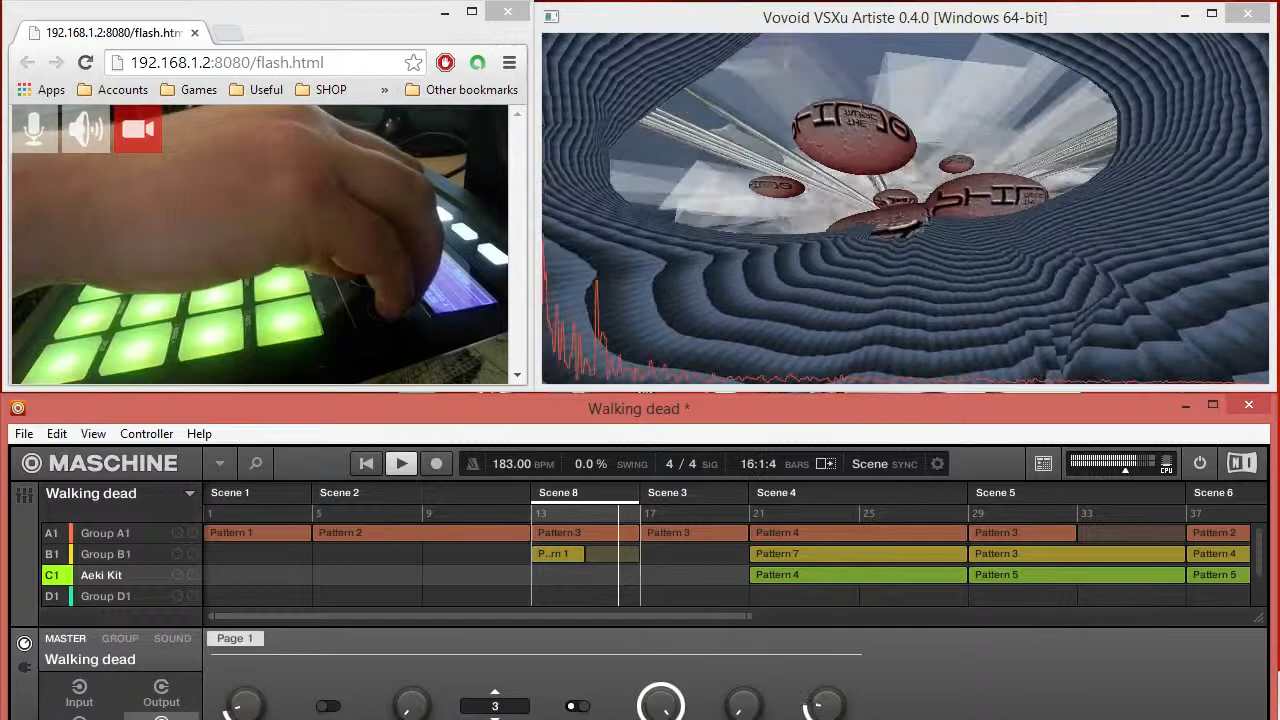 192.168.1.2:8080/flash.htm
192.168.1.2:8080/flash.html
Apps Accounts Games Useful SHOP » Other bookmarks
Vovoid VSXu Artiste 0.4.0 [Windows 64-bit]
Walking dead *
File Edit View Controller Help
MASCHINE 183.00 BPM 0.0 % SWING 4 / 4 SIG 16:1:4 BARS Scene SYNC CPU
Walking dead Scene 1 Scene 2 Scene 8 Scene 3 Scene 4 Scene 5 Scene 6
1 5 9 13 17 21 25 29 33 37
A1 Group A1 Pattern 1 Pattern 2 Pattern 3 Pattern 3 Pattern 4 Pattern 3 Pattern 2
B1 Group B1 P..rn 1 Pattern 7 Pattern 3 Pattern 4
C1 Aeki Kit Pattern 4 Pattern 5 Pattern 5
D1 Group D1
MASTER GROUP SOUND Page 1
Walking dead
Input Output
3